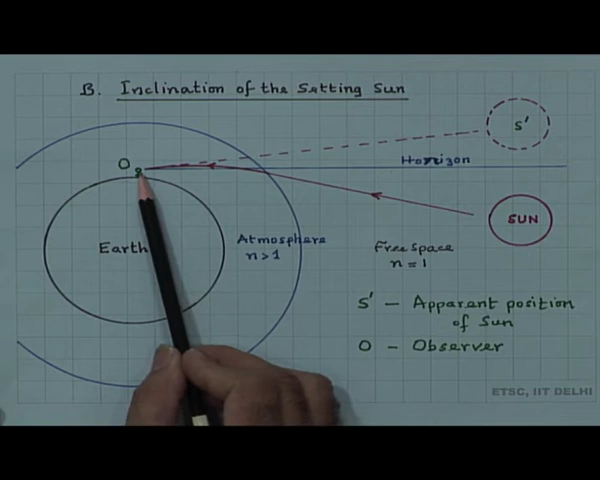 B. Inclination of the Setting Sun
S'
O
Horizon
SUN
Earth
Atmosphere
n > 1
Free space
n = 1
S' – Apparent position
of Sun
O – Observer
ETSC, IIT DELHI